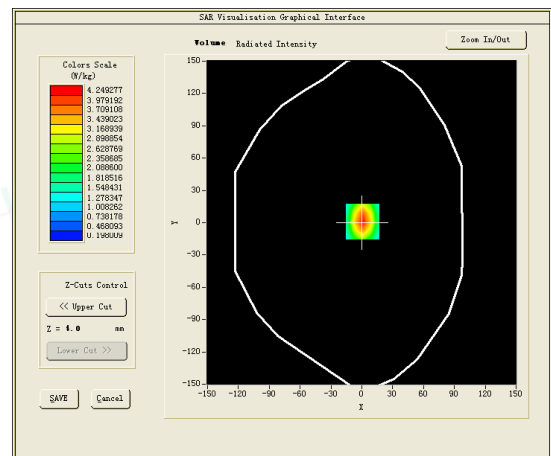 SAR Visualisation Graphical Interface
Volume Radiated Intensity
Zoom In/Out
Colors Scale
(W/kg)
4.249277
3.979192
3.709108
3.439023
3.168939
2.898854
2.628769
2.358685
2.088600
1.818516
1.548431
1.278347
1.008262
0.738178
0.468093
0.198009
Z-Cuts Control
<< Upper Cut
Z = 4.0 mm
Lower Cut >>
SAVE Cancel
150
120
90
60
30
0
-30
-60
-90
-120
-150
Y
-150 -120 -90 -60 -30 0 30 60 90 120 150
X